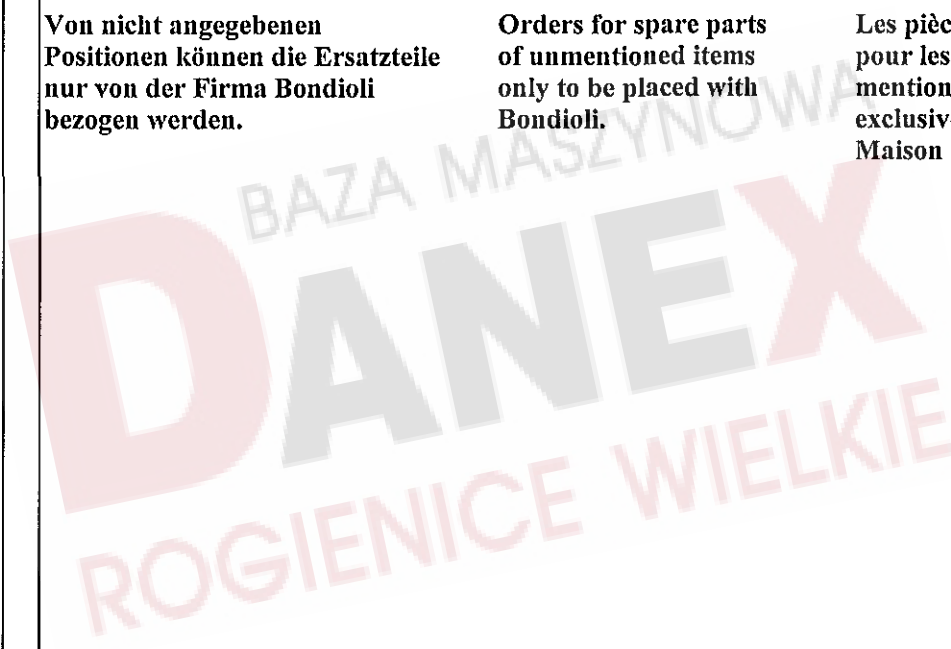 Von nicht angegebenen
Positionen können die Ersatzteile
nur von der Firma Bondioli
bezogen werden.
Orders for spare parts
of unmentioned items
only to be placed with
Bondioli.
Les pièc
pour les
mention
exclusiv
Maison
BAZA MASZYNOWA
DANEX
ROGIENICE WIELKIE